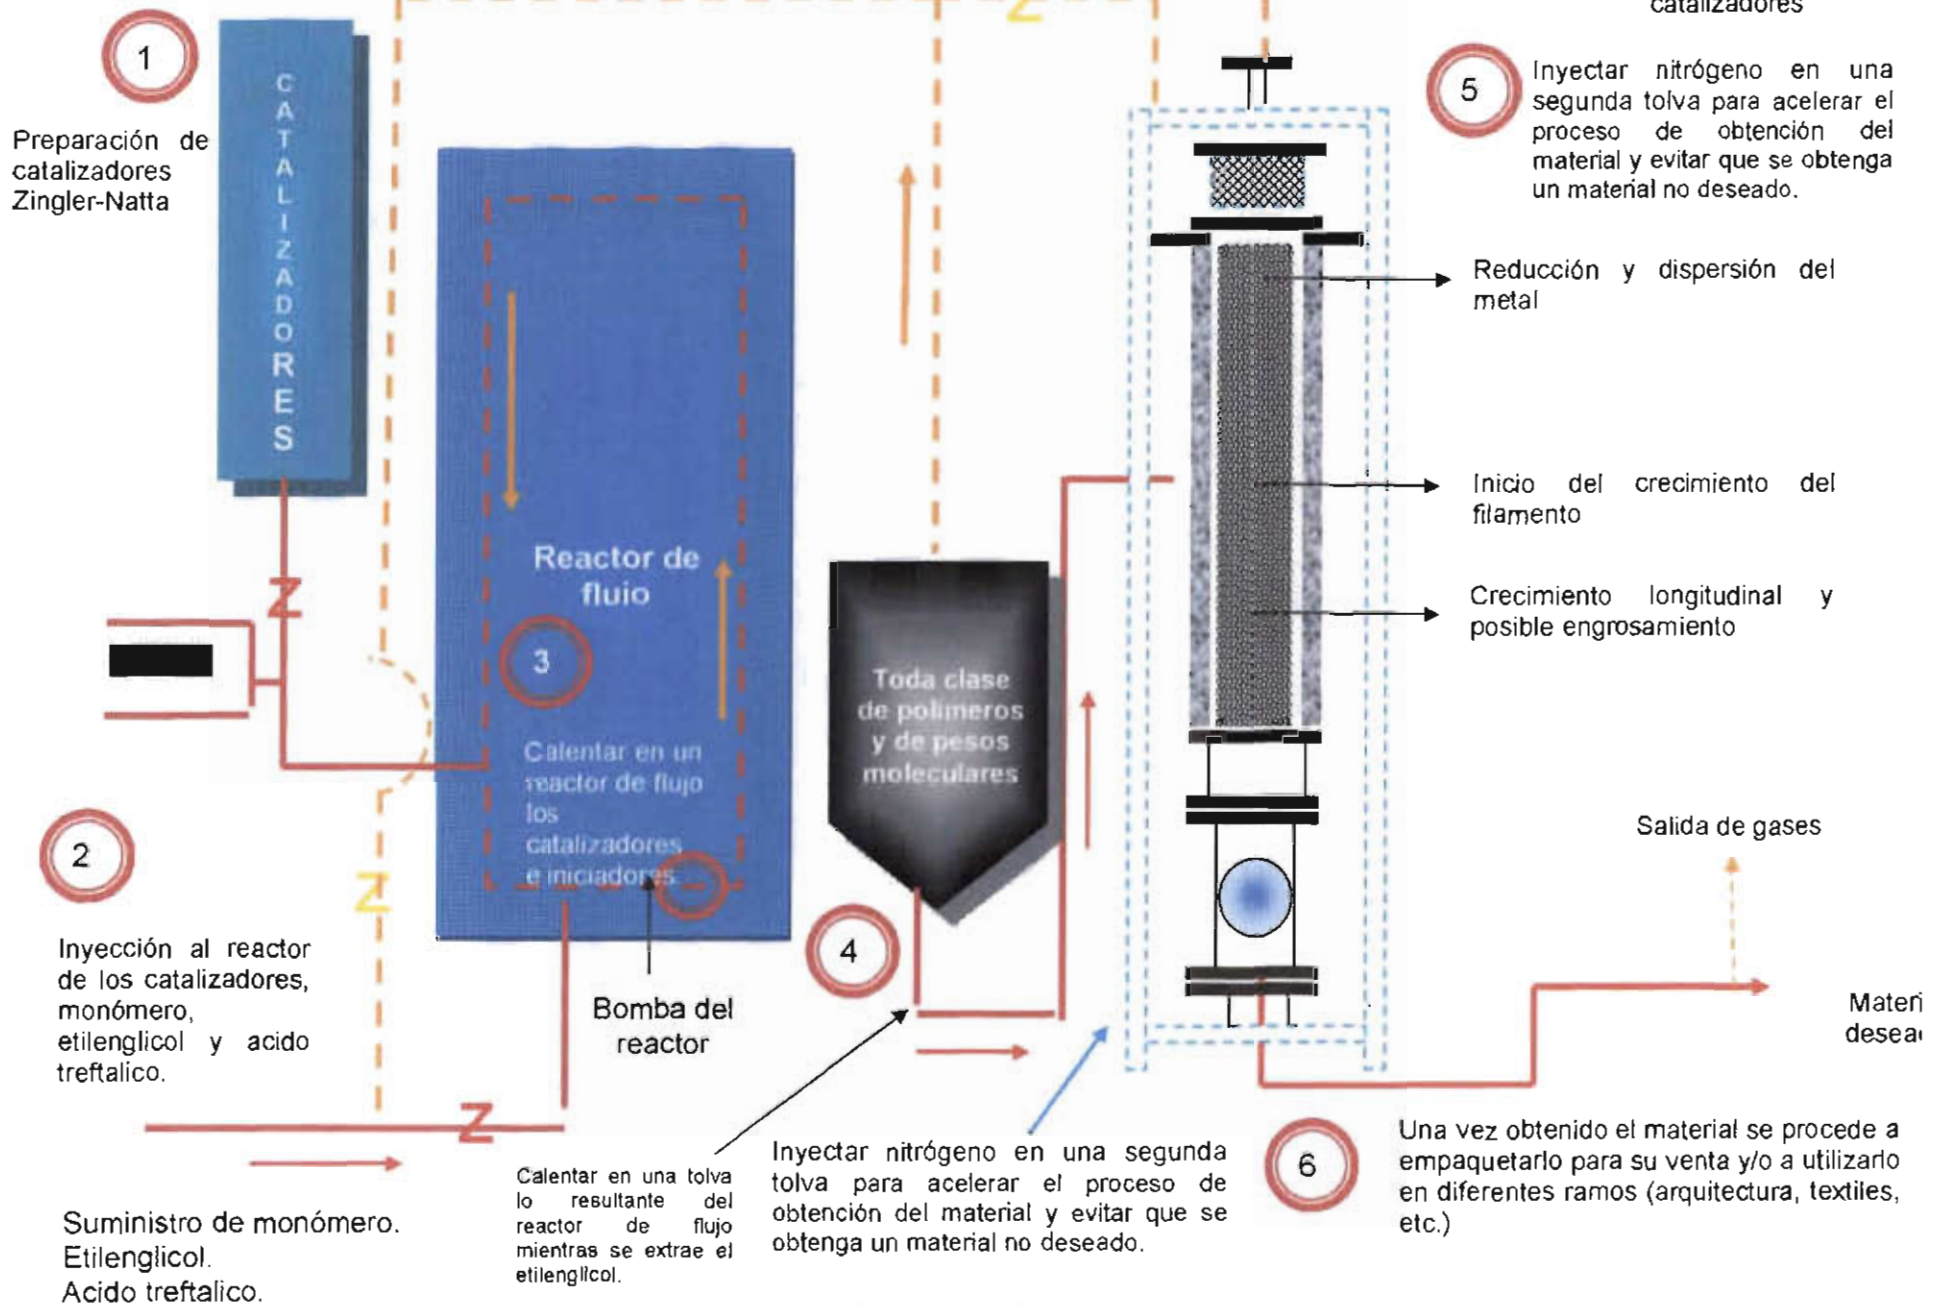 catalizadores
1
Preparación de
catalizadores
Zingler-Natta
CATALIZADORES
5
Inyectar nitrógeno en una
segunda tolva para acelerar el
proceso de obtención del
material y evitar que se obtenga
un material no deseado.
Reducción y dispersión del
metal
Inicio del crecimiento del
filamento
Crecimiento longitudinal y
posible engrosamiento
Reactor de
fluio
3
Calentar en un
reactor de flujo
los
catalizadores
e iniciadores
Toda clase
de polimeros
y de pesos
moleculares
Z
Z
Z
Z
2
Inyección al reactor
de los catalizadores,
monómero,
etilenglicol y acido
treftalico.
4
Bomba del
reactor
Salida de gases
Materi
desea
Suministro de monómero.
Etilenglicol.
Acido treftalico.
Calentar en una tolva
lo resultante del
reactor de flujo
mientras se extrae el
etilenglicol.
Inyectar nitrógeno en una segunda
tolva para acelerar el proceso de
obtención del material y evitar que se
obtenga un material no deseado.
6
Una vez obtenido el material se procede a
empaquetarlo para su venta y/o a utilizarlo
en diferentes ramos (arquitectura, textiles,
etc.)